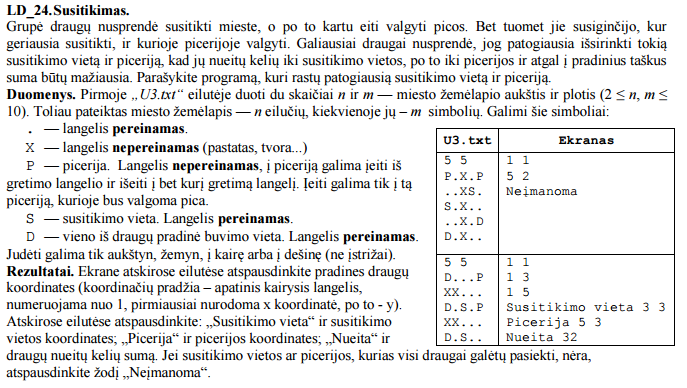 LD_24.Susitikimas.
Grupė draugų nusprendė susitikti mieste, o po to kartu eiti valgyti picos. Bet tuomet jie susiginčijo, kur
geriausia susitikti, ir kurioje picerijoje valgyti. Galiausiai draugai nusprendė, jog patogiausia išsirinkti tokią
susitikimo vietą ir piceriją, kad jų nueitų kelių iki susitikimo vietos, po to iki picerijos ir atgal į pradinius taškus
suma būtų mažiausia. Parašykite programą, kuri rastų patogiausią susitikimo vietą ir piceriją.
Duomenys. Pirmoje „U3.txt“ eilutėje duoti du skaičiai n ir m — miesto žemėlapio aukštis ir plotis (2 ≤ n, m ≤
10). Toliau pateiktas miesto žemėlapis — n eilučių, kiekvienoje jų – m simbolių. Galimi šie simboliai:
. — langelis pereinamas.
X — langelis nepereinamas (pastatas, tvora...)
P — picerija. Langelis nepereinamas, į piceriją galima įeiti iš
gretimo langelio ir išeiti į bet kurį gretimą langelį. Įeiti galima tik į tą
piceriją, kurioje bus valgoma pica.
S — susitikimo vieta. Langelis pereinamas.
D — vieno iš draugų pradinė buvimo vieta. Langelis pereinamas.
Judėti galima tik aukštyn, žemyn, į kairę arba į dešinę (ne įstrižai).
Rezultatai. Ekrane atskirose eilutėse atspausdinkite pradines draugų
koordinates (koordinačių pradžia – apatinis kairysis langelis,
numeruojama nuo 1, pirmiausiai nurodoma x koordinatė, po to - y).
Atskirose eilutėse atspausdinkite: „Susitikimo vieta“ ir susitikimo
vietos koordinates; „Picerija“ ir picerijos koordinates; „Nueita“ ir
draugų nueitų kelių sumą. Jei susitikimo vietos ar picerijos, kurias visi draugai galėtų pasiekti, nėra,
atspausdinkite žodį „Neįmanoma“.
U3.txt Ekranas
5 5 1 1
P.X.P 5 2
..XS. Neįmanoma
S.X..
..X.D
D.X..
5 5 1 1
D...P 1 3
XX... 1 5
D.S.P Susitikimo vieta 3 3
XX... Picerija 5 3
D.S.. Nueita 32